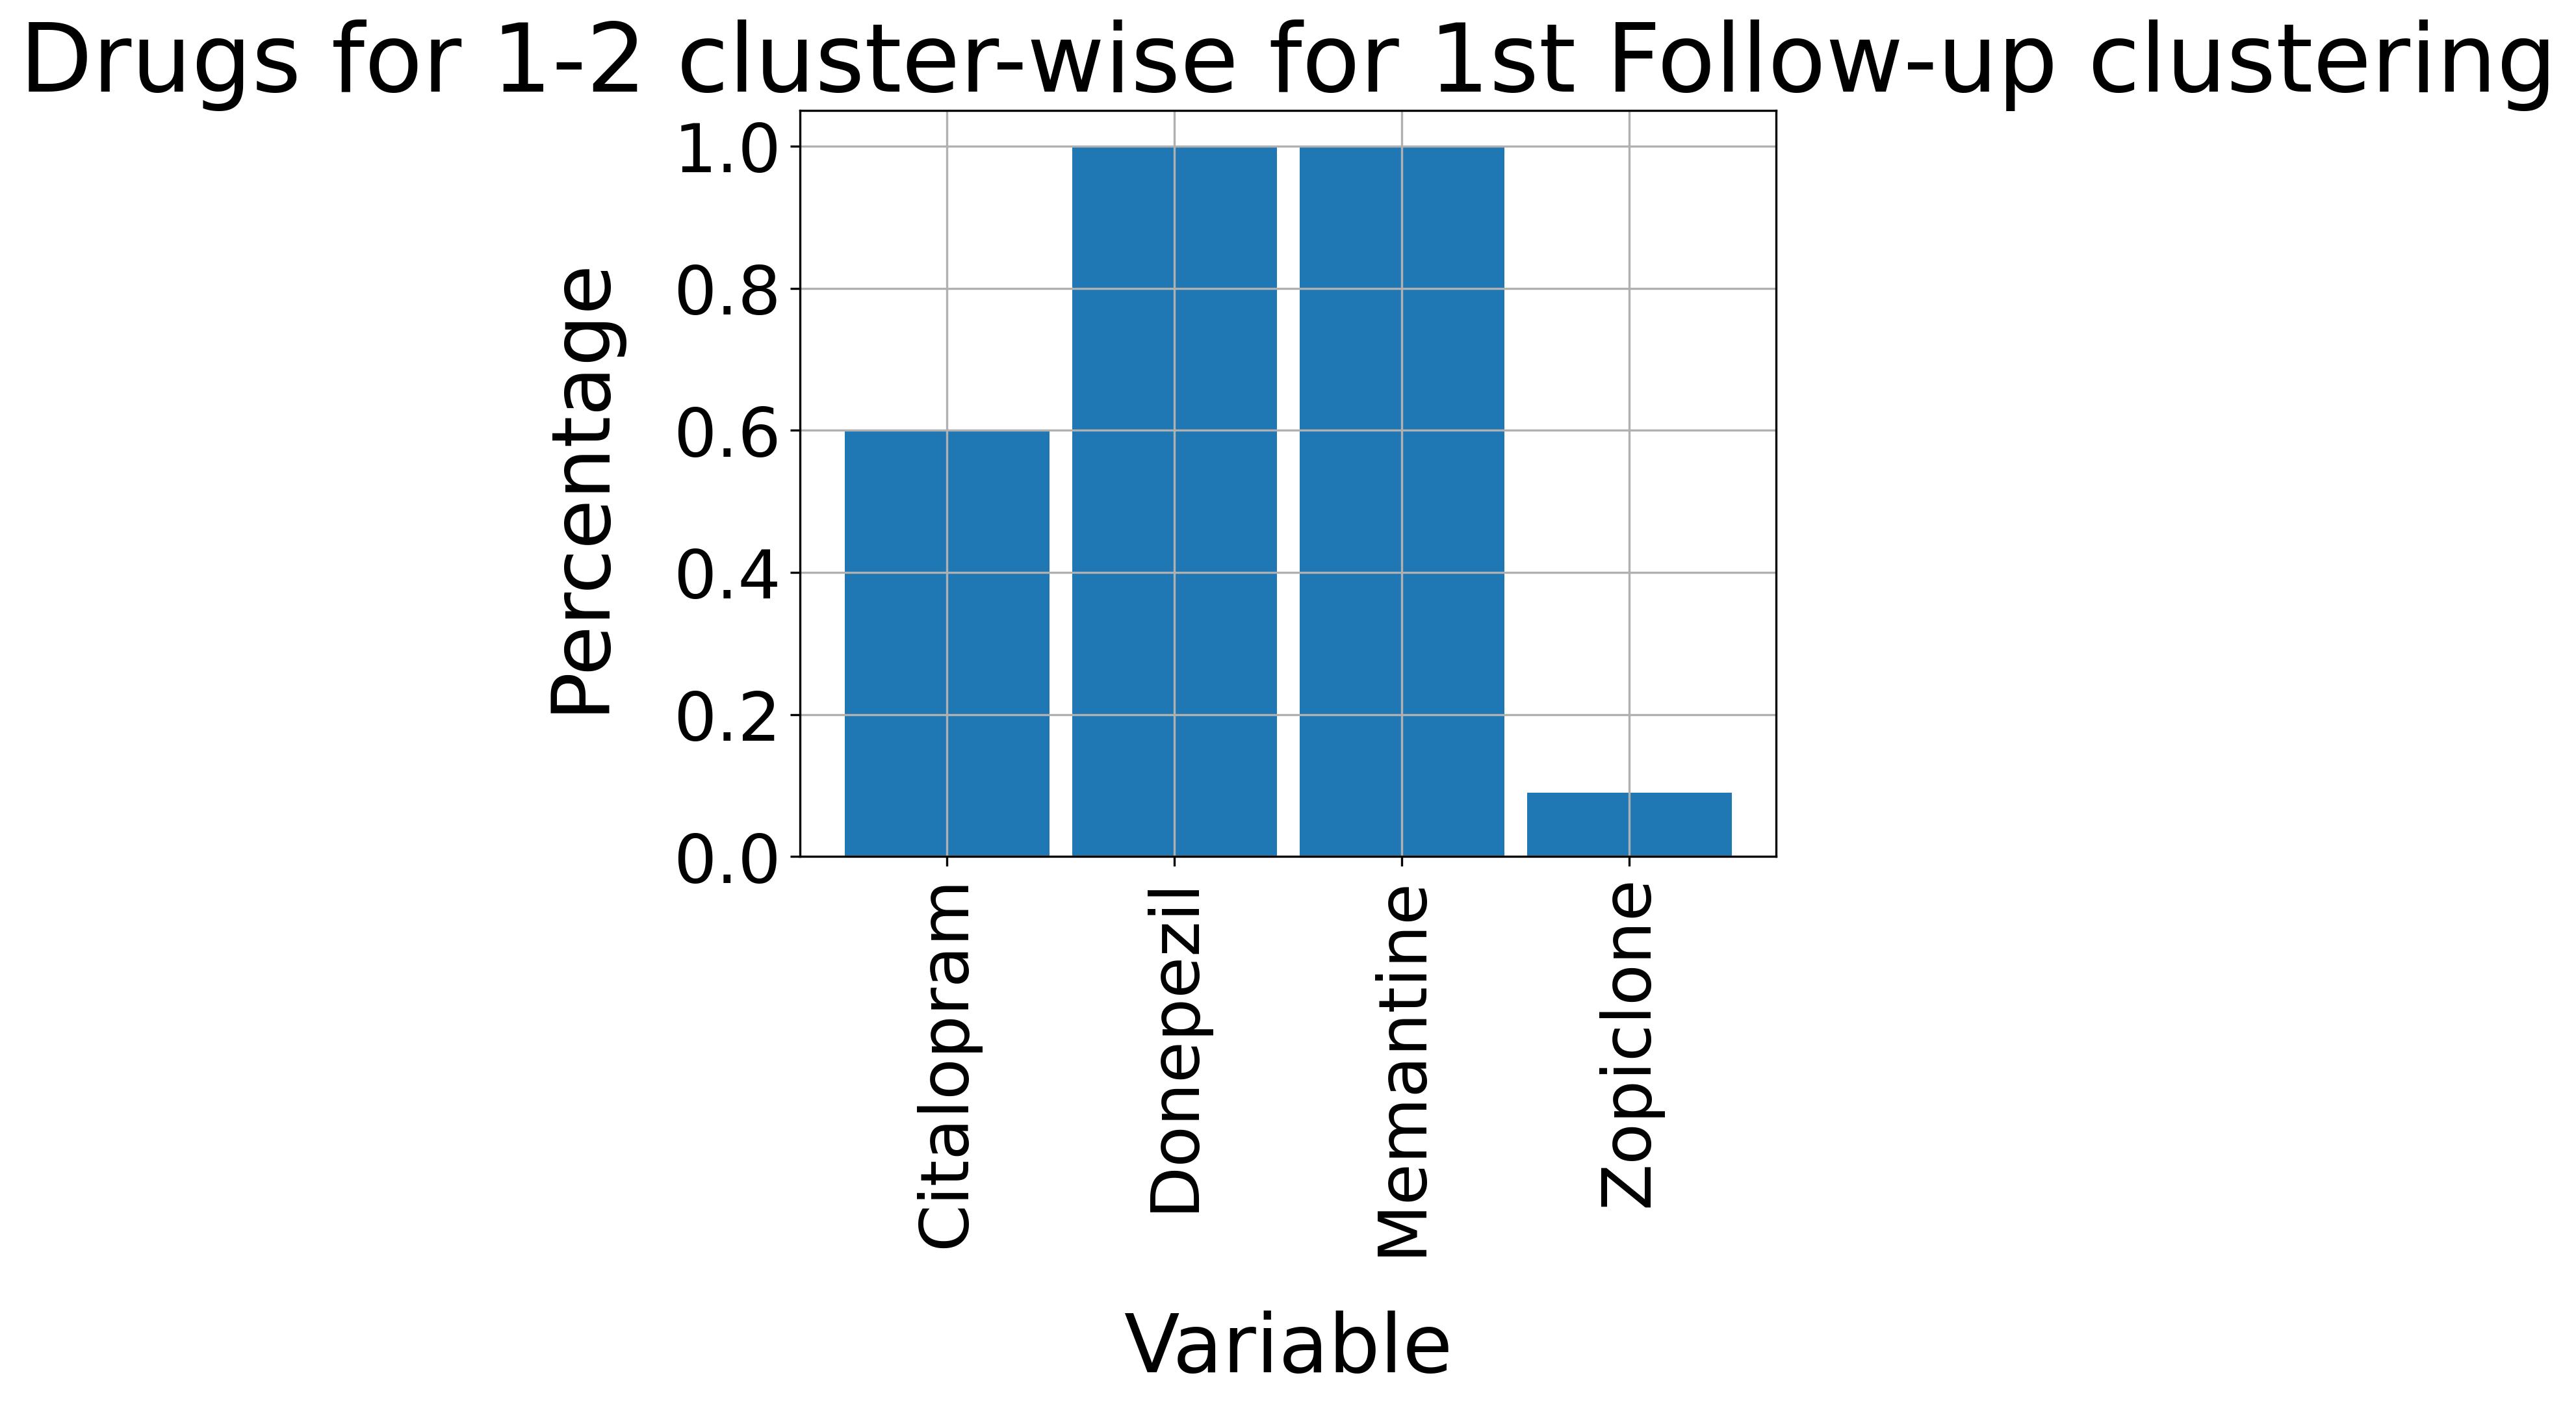 Drugs for 1-2 cluster-wise for 1st Follow-up clustering
Percentage
1.0
0.8
0.6
0.4
0.2
0.0
Citalopram
Donepezil
Memantine
Zopiclone
Variable